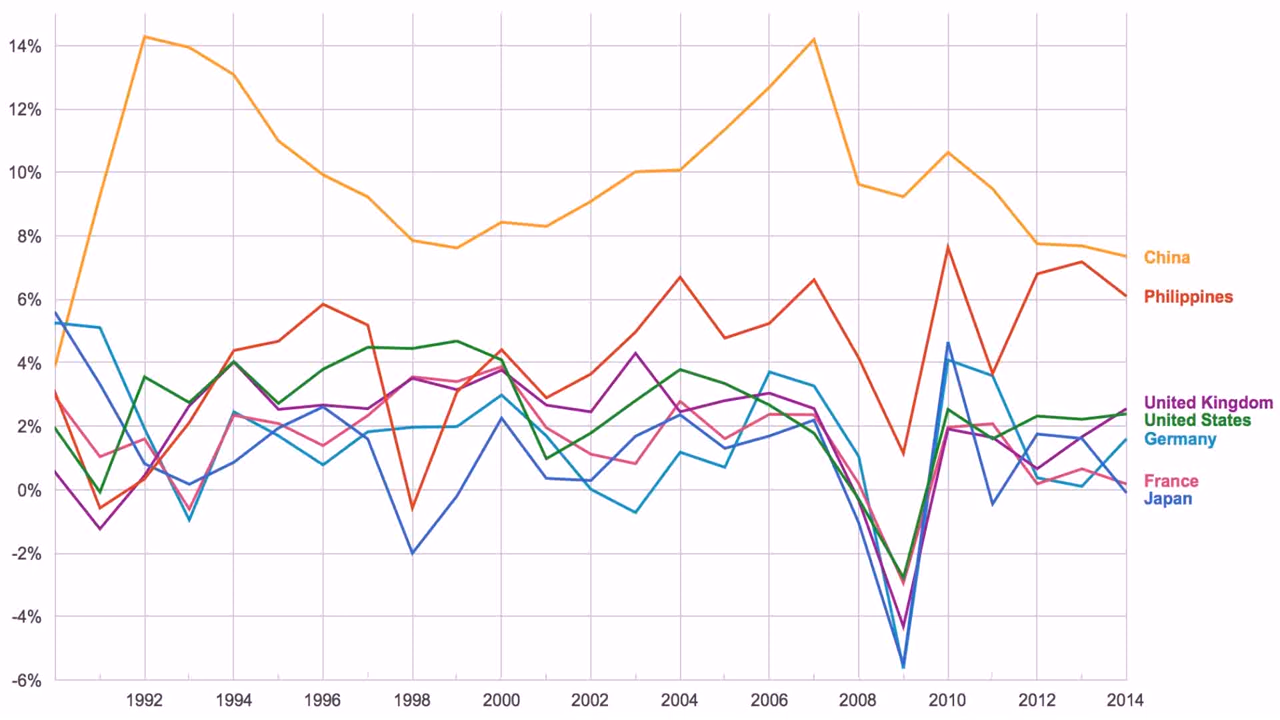 14%
12%
10%
8%
China
Philippines
6%
4%
United Kingdom
United States
2%
Germany
France
0%
Japan
-2%
-4%
-6%
1992 1994 1996 1998 2000 2002 2004 2006 2008 2010 2012 2014